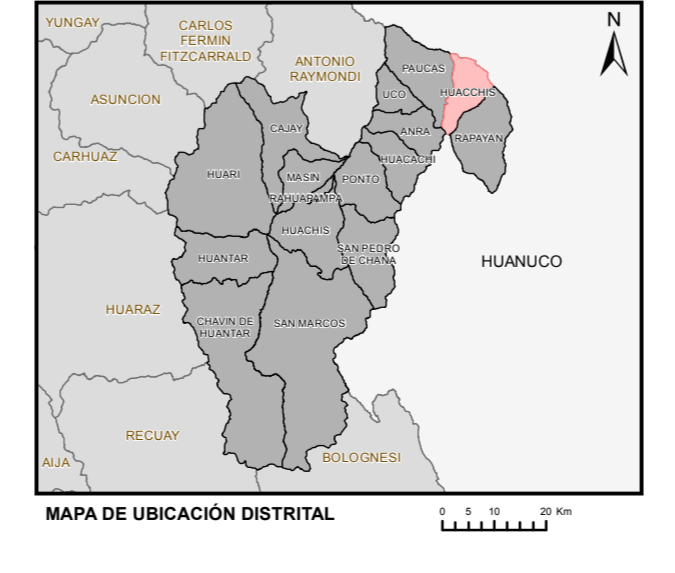 YUNGAY
CARLOS
FERMIN
FITZCARRALD
N
ANTONIO
RAYMONDI
PAUCAS
ASUNCION
UCO
HUACCHIS
CAJAY
ANRA
RAPAYAN
CARHUAZ
HUACACHI
HUARI
MASIN
PONTO
RAHUAPAMPA
HUACHIS
SAN PEDRO
DE CHANA
HUANTAR
HUANUCO
HUARAZ
CHAVIN DE
HUANTAR
SAN MARCOS
RECUAY
AIJA
BOLOGNESI
MAPA DE UBICACIÓN DISTRITAL
0 5 10 20 Km